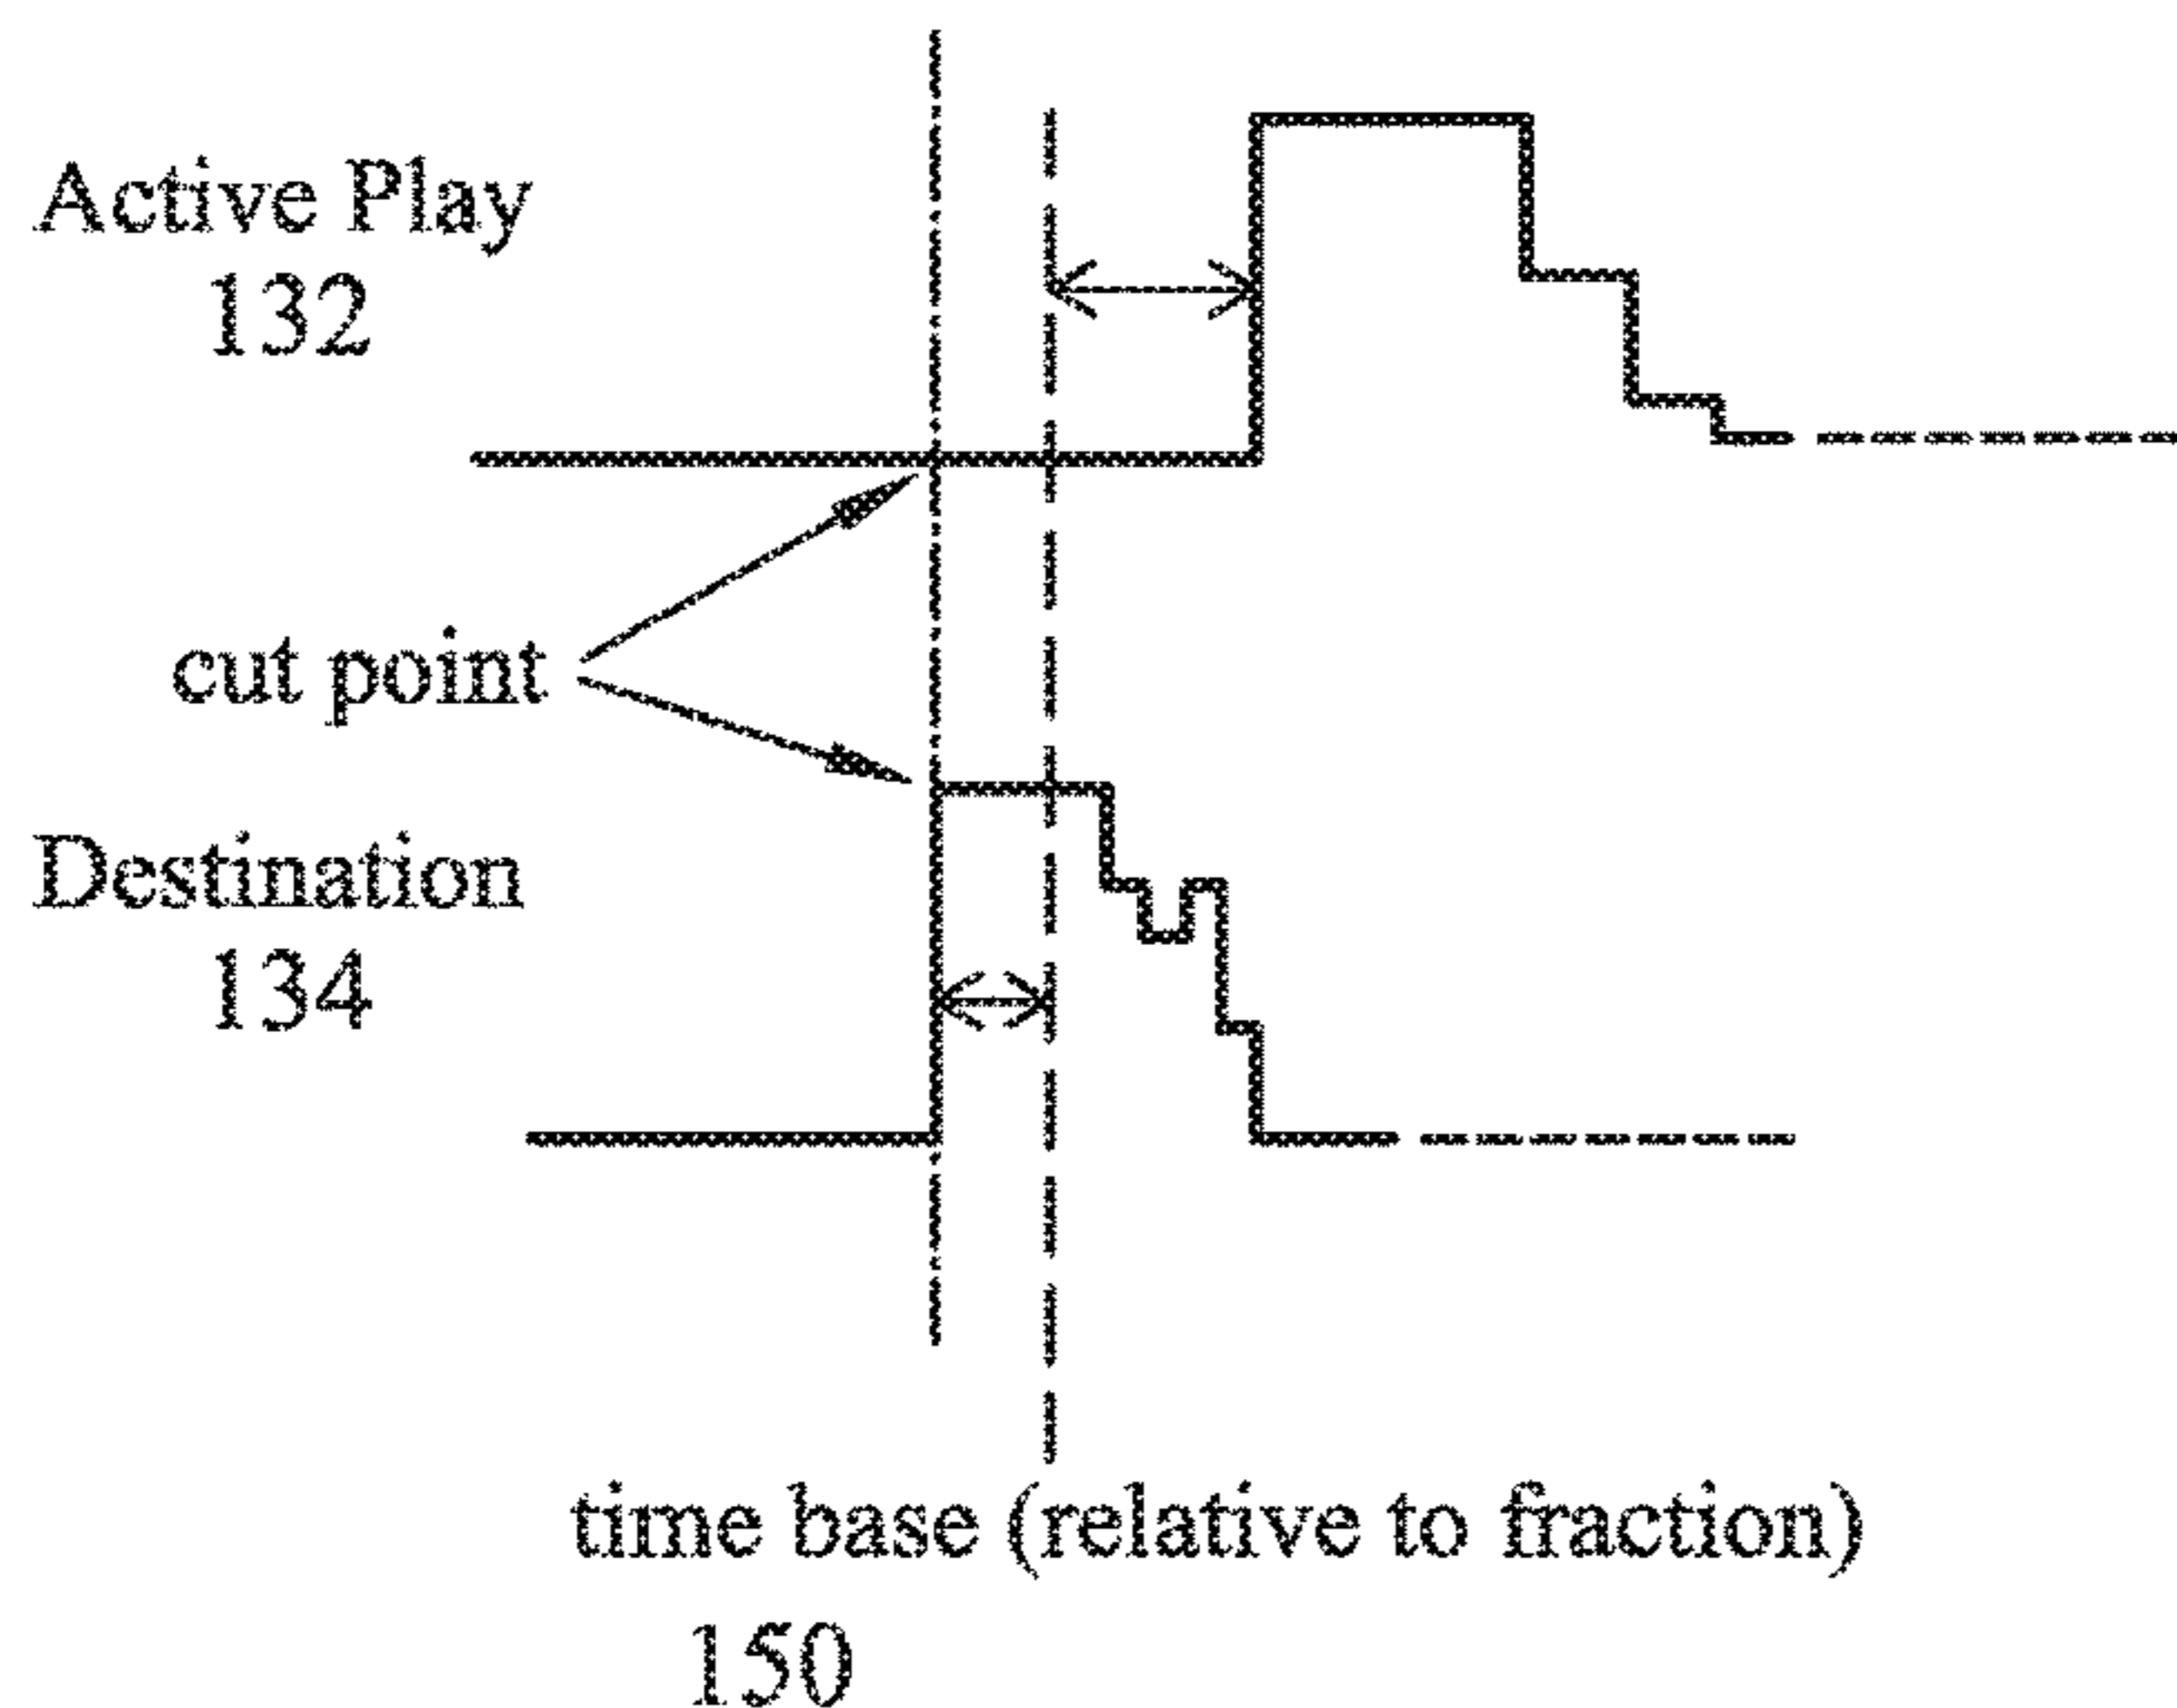 Active Play
132
cut point
Destination
134
time base (relative to fraction)
150